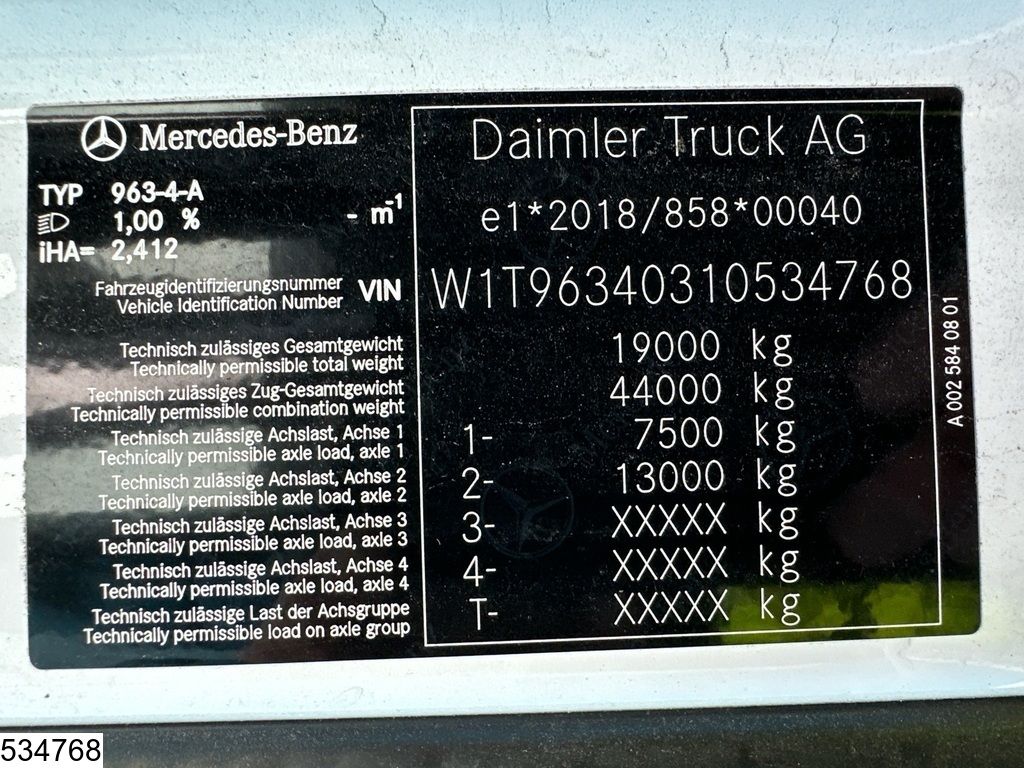 Mercedes-Benz
Daimler Truck AG
TYP 963-4-A
1,00 % - m-1
iHA= 2,412
e1*2018/858*00040
Fahrzeugidentifizierungsnummer
Vehicle Identification Number
VIN W1T96340310534768
Technisch zulässiges Gesamtgewicht
Technically permissible total weight
19000 kg
Technisch zulässiges Zug-Gesamtgewicht
Technically permissible combination weight
44000 kg
Technisch zulässige Achslast, Achse 1
Technically permissible axle load, axle 1
1- 7500 kg
Technisch zulässige Achslast, Achse 2
Technically permissible axle load, axle 2
2- 13000 kg
Technisch zulässige Achslast, Achse 3
Technically permissible axle load, axle 3
3- XXXXX kg
Technisch zulässige Achslast, Achse 4
Technically permissible axle load, axle 4
4- XXXXX kg
Technisch zulässige Last der Achsgruppe
Technically permissible load on axle group
T- XXXXX kg
A 002 584 08 01
534768